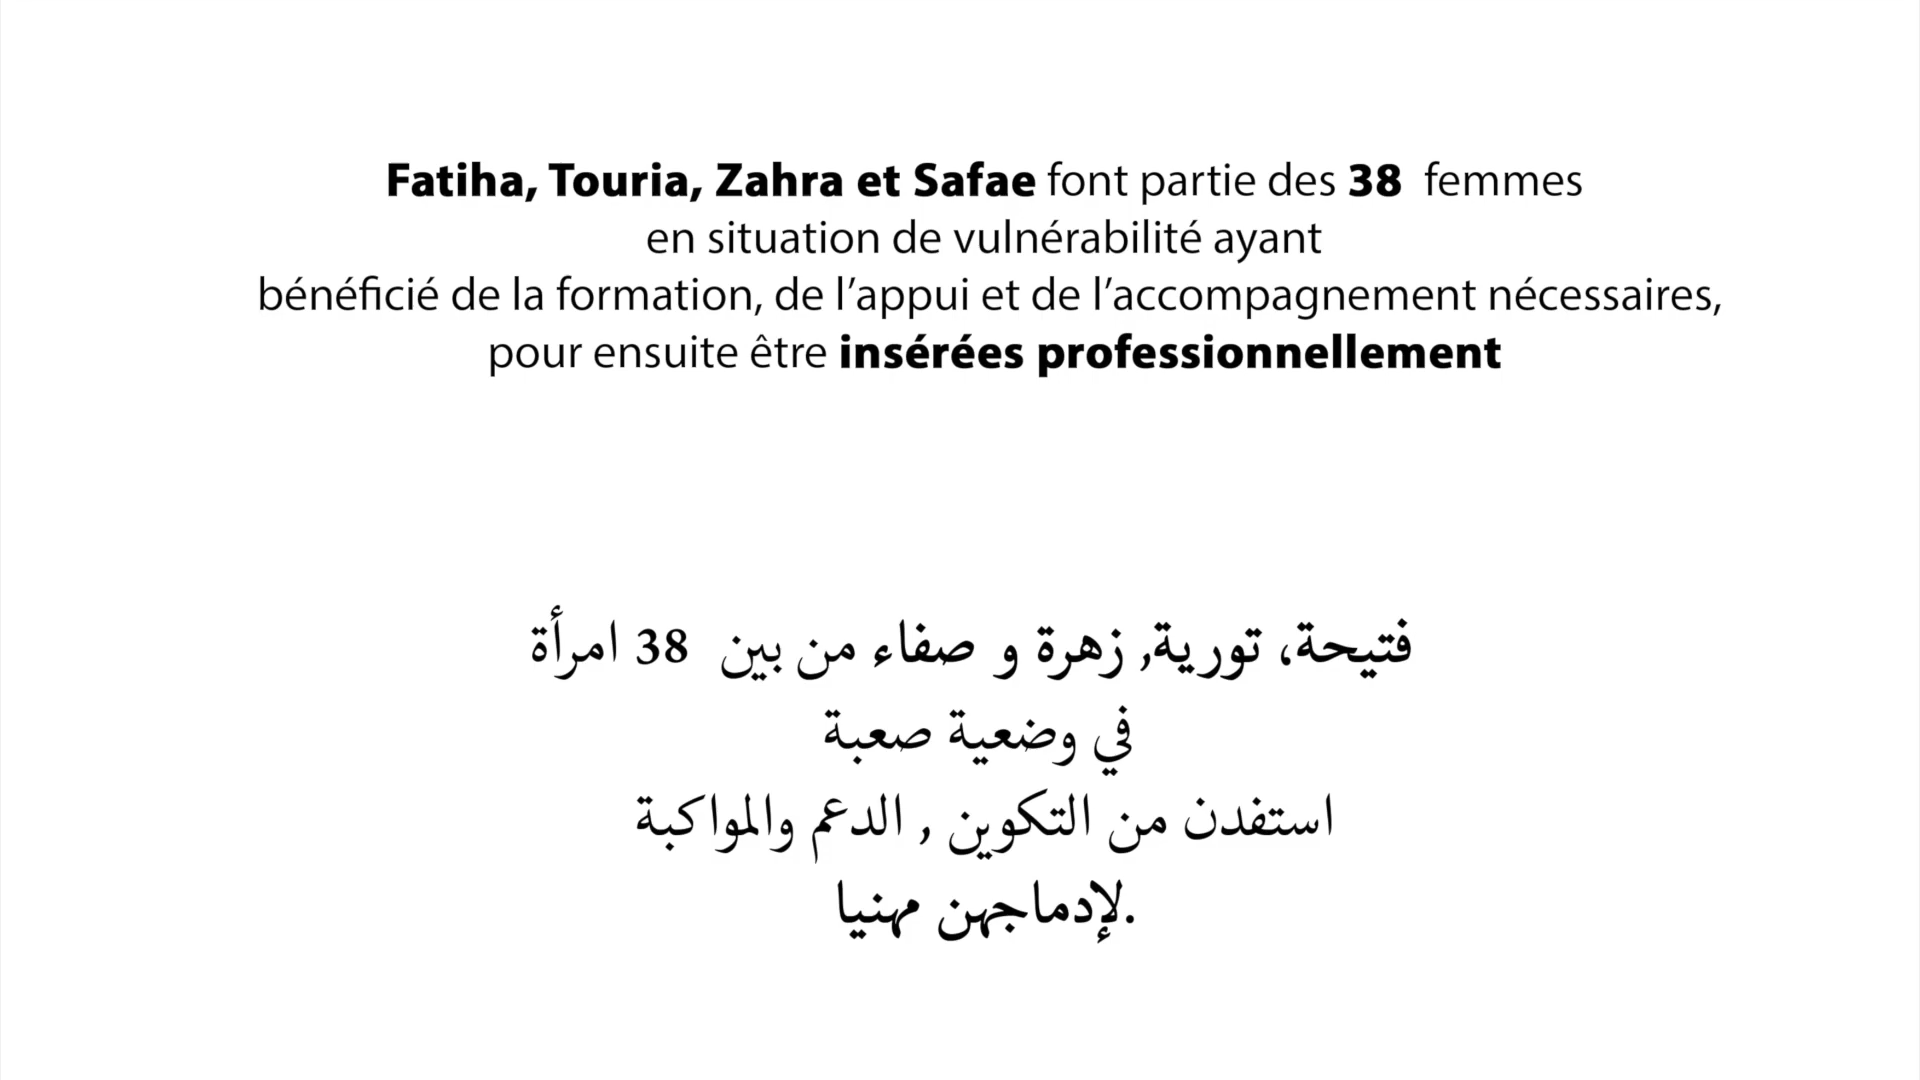 Fatiha, Touria, Zahra et Safae font partie des 38 femmes
en situation de vulnérabilité ayant
bénéficié de la formation, de l’appui et de l’accompagnement nécessaires,
pour ensuite être insérées professionnellement
فتيحة، تورية, زهرة و صفاء من بين 38 امرأة
في وضعية صعبة
استفدن من التكوين , الدعم والمواكبة
.لإدماجهن مهنيا